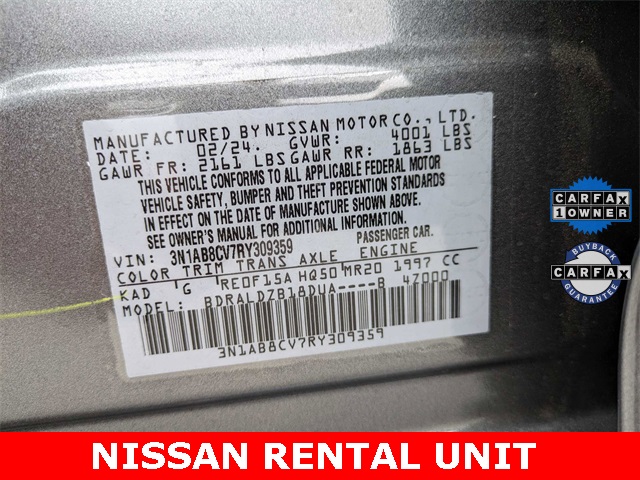 MANUFACTURED BY NISSAN MOTOR CO., LTD.
DATE: 02/24. GVWR: 4001 LBS
GAWR FR: 2161 LBS GAWR RR: 1863 LBS
THIS VEHICLE CONFORMS TO ALL APPLICABLE FEDERAL MOTOR
VEHICLE SAFETY, BUMPER AND THEFT PREVENTION STANDARDS
IN EFFECT ON THE DATE OF MANUFACTURE SHOWN ABOVE.
SEE OWNER'S MANUAL FOR ADDITIONAL INFORMATION.
VIN: 3N1AB8CV7RY309359 PASSENGER CAR.
COLOR TRIM TRANS AXLE ENGINE
KAD G RE0F15A HQ50 MR20 1997 CC
MODEL: BDRALDZB18DUA----B 47000
3N1AB8CV7RY309359
CARFAX
1 OWNER
BUYBACK
CARFAX
GUARANTEE
NISSAN RENTAL UNIT